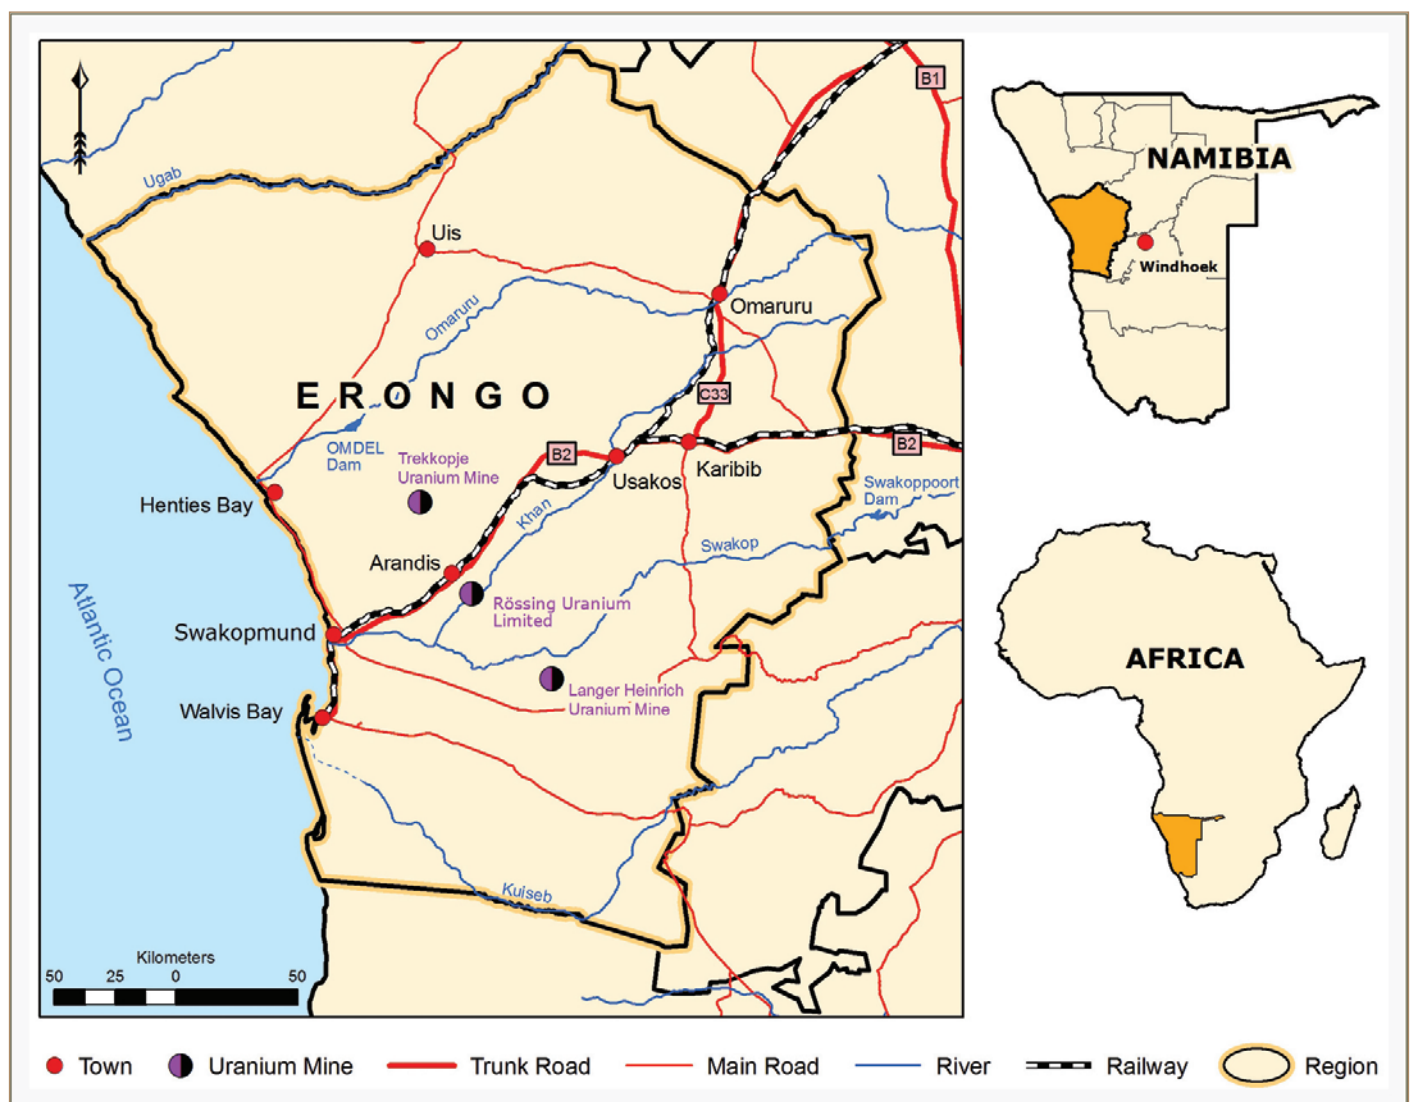 B1
Ugab
Uis
Omaruru
Omaruru
ERONGO
C33
OMDEL
Dam
Trekkopje
Uranium Mine
B2
B2
Usakos
Karibib
Henties Bay
Khan
Swakoppoort
Dam
Swakop
Arandis
Rössing Uranium
Limited
Swakopmund
Atlantic Ocean
Langer Heinrich
Uranium Mine
Walvis Bay
Kuiseb
Kilometers
50 25 0 50
NAMIBIA
Windhoek
AFRICA
Town Uranium Mine Trunk Road Main Road River Railway Region